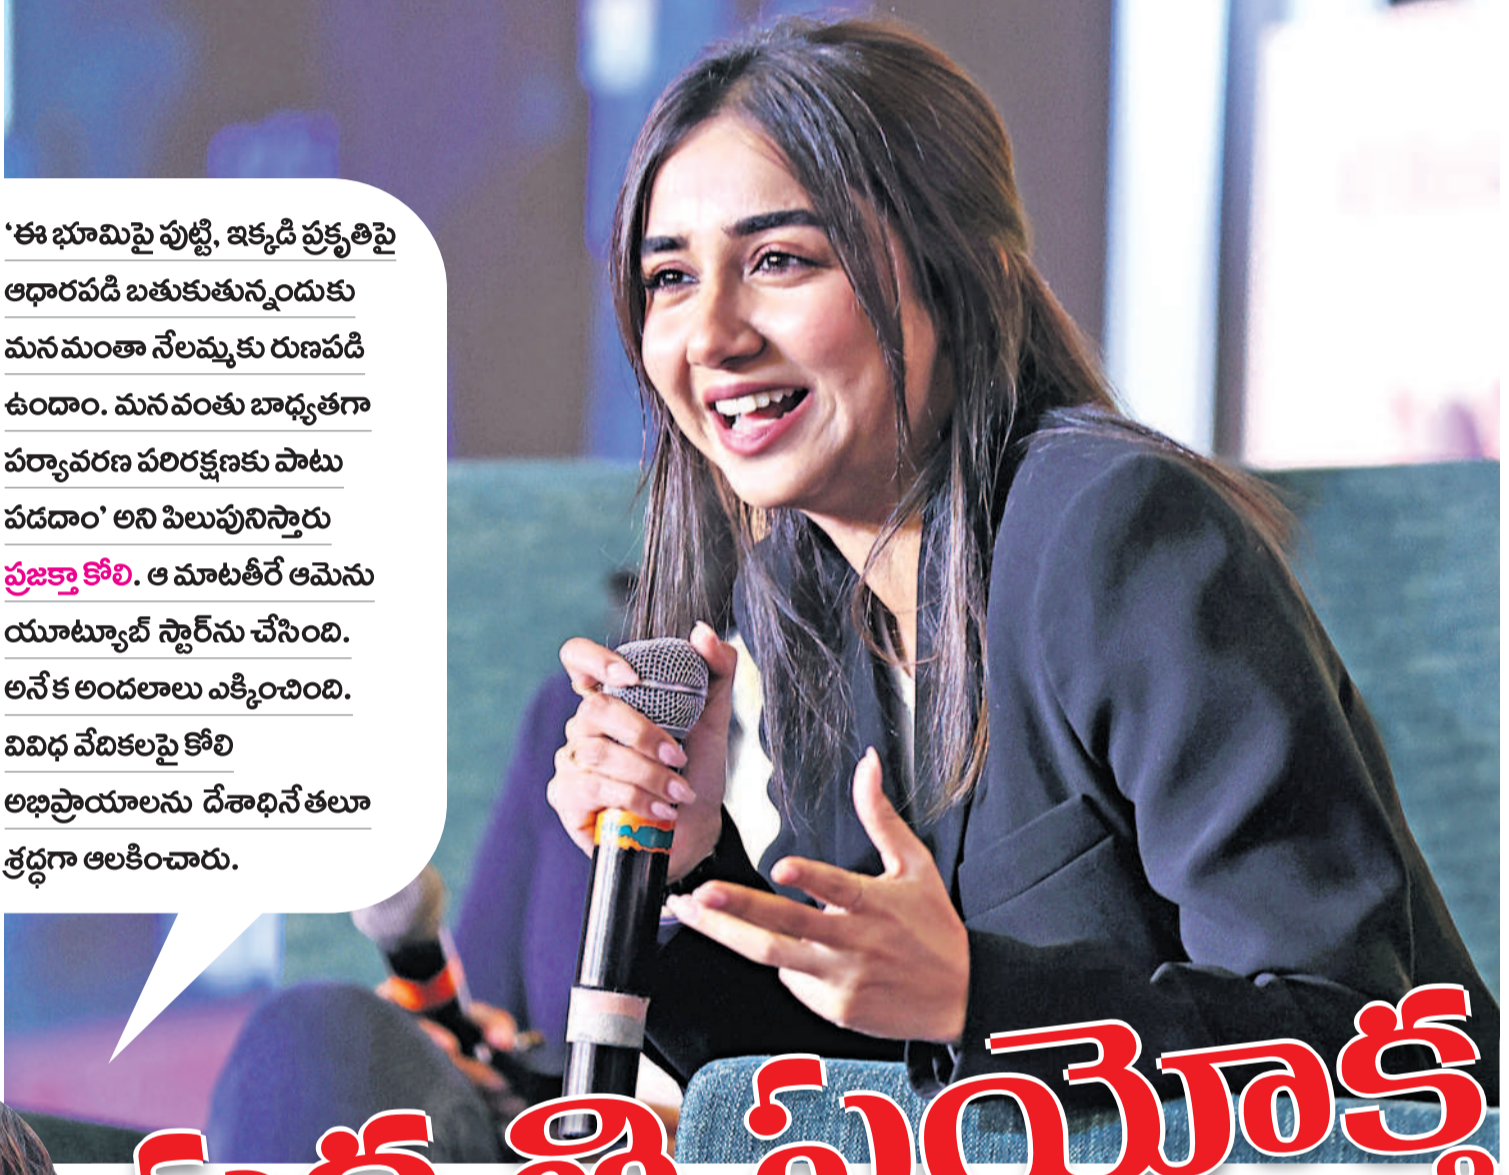 ‘ఈ భూమిపై పుట్టి, ఇక్కడి ప్రకృతిపై
ఆధారపడి బతుకుతున్నందుకు
మనమంతా నేలమ్మకు రుణపడి
ఉందాం. మనవంతు బాధ్యతగా
పర్యావరణ పరిరక్షణకు పాటు
పడదాం’ అని పిలుపునిస్తారు
ప్రజక్తా కోలి. ఆ మాటతీరే ఆమెను
యూట్యూబ్ స్టార్‌ను చేసింది.
అనేక అందలాలు ఎక్కించింది.
వివిధ వేదికలపై కోలి
అభిప్రాయాలను దేశాధినేతలూ
శ్రద్ధగా ఆలకించారు.